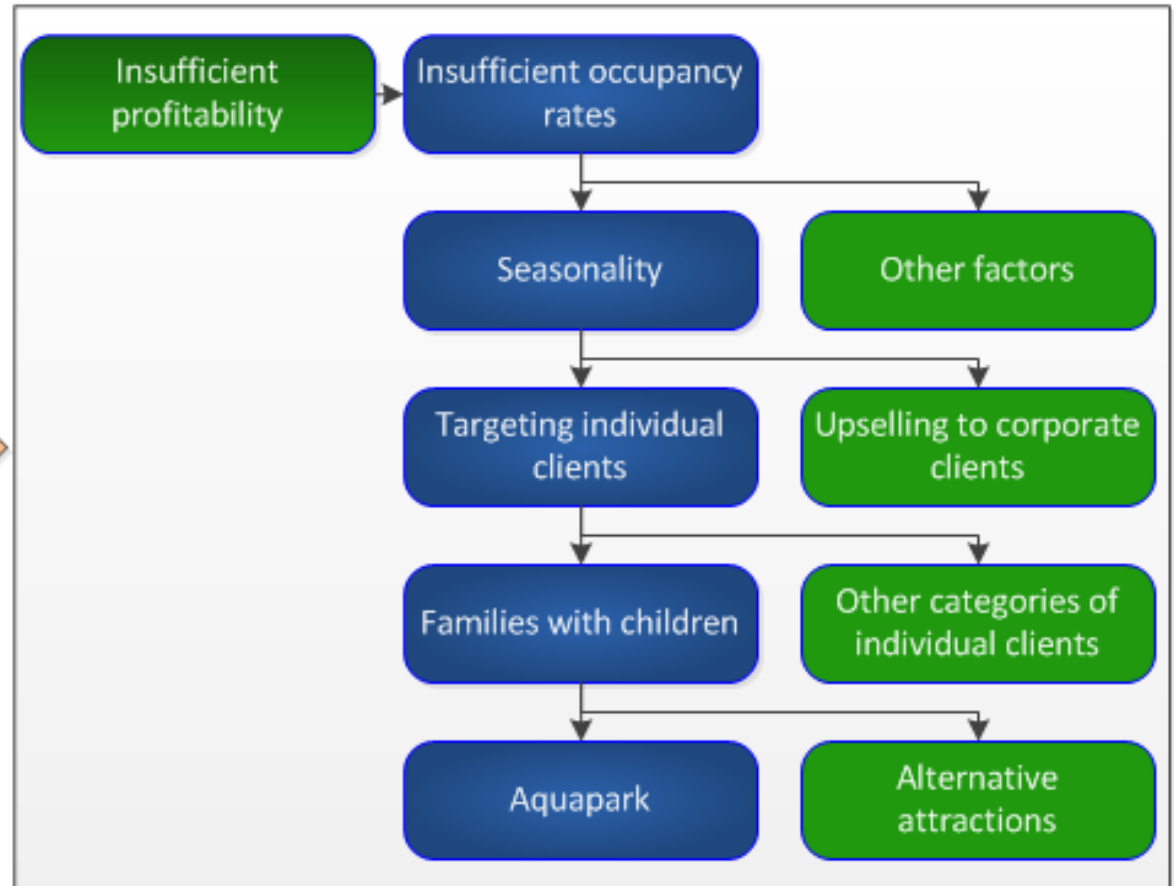 Insufficient
profitability
Insufficient occupancy
rates
Seasonality
Other factors
Targeting individual
clients
Upselling to corporate
clients
Families with children
Other categories of
individual clients
Aquapark
Alternative
attractions